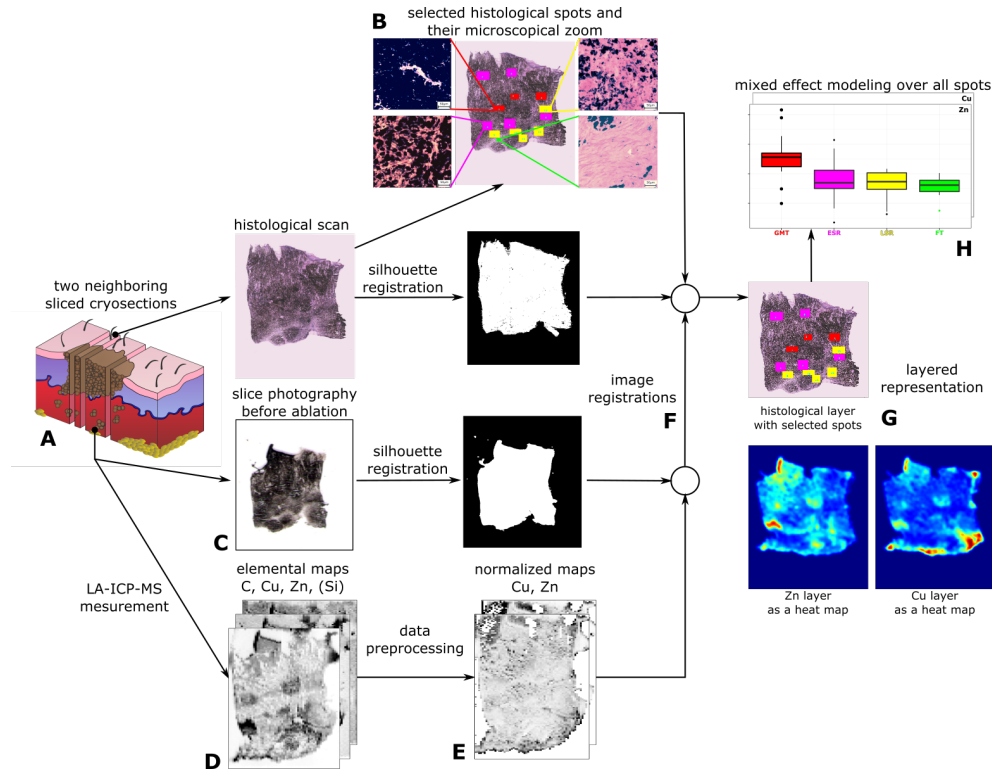 B
selected histological spots and
their microscopical zoom
mixed effect modeling over all spots
Cu
Zn
GMT
ESR
LSR
FT
H
histological scan
two neighboring
sliced cryosections
silhouette
registration
A
slice photography
before ablation
image
registrations
F
layered
representation
G
histological layer
with selected spots
silhouette
registration
C
LA-ICP-MS
mesurement
elemental maps
C, Cu, Zn, (Si)
normalized maps
Cu, Zn
Zn layer
as a heat map
Cu layer
as a heat map
data
preprocessing
D
E